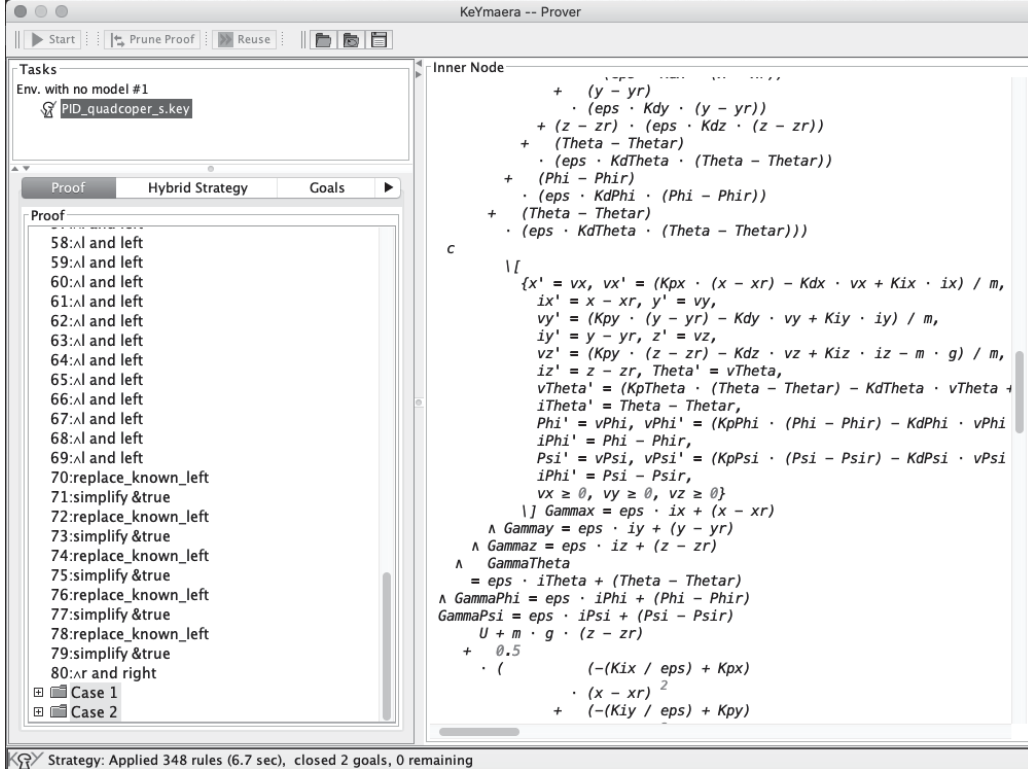 KeYmaera -- Prover
Start Prune Proof Reuse
Tasks
Env. with no model #1
PID_quadcoper_s.key
Proof Hybrid Strategy Goals
Proof
58:∧l and left
59:∧l and left
60:∧l and left
61:∧l and left
62:∧l and left
63:∧l and left
64:∧l and left
65:∧l and left
66:∧l and left
67:∧l and left
68:∧l and left
69:∧l and left
70:replace_known_left
71:simplify &true
72:replace_known_left
73:simplify &true
74:replace_known_left
75:simplify &true
76:replace_known_left
77:simplify &true
78:replace_known_left
79:simplify &true
80:∧r and right
Case 1
Case 2
Inner Node
+ (y − yr)
· (eps · Kdy · (y − yr))
+ (z − zr) · (eps · Kdz · (z − zr))
+ (Theta − Thetar)
· (eps · KdTheta · (Theta − Thetar))
+ (Phi − Phir)
· (eps · KdPhi · (Phi − Phir))
+ (Theta − Thetar)
· (eps · KdTheta · (Theta − Thetar)))
c
\[
{x' = vx, vx' = (Kpx · (x − xr) − Kdx · vx + Kix · ix) / m,
ix' = x − xr, y' = vy,
vy' = (Kpy · (y − yr) − Kdy · vy + Kiy · iy) / m,
iy' = y − yr, z' = vz,
vz' = (Kpy · (z − zr) − Kdz · vz + Kiz · iz − m · g) / m,
iz' = z − zr, Theta' = vTheta,
vTheta' = (KpTheta · (Theta − Thetar) − KdTheta · vTheta +
iTheta' = Theta − Thetar,
Phi' = vPhi, vPhi' = (KpPhi · (Phi − Phir) − KdPhi · vPhi
iPhi' = Phi − Phir,
Psi' = vPsi, vPsi' = (KpPsi · (Psi − Psir) − KdPsi · vPsi
iPhi' = Psi − Psir,
vx ≥ 0, vy ≥ 0, vz ≥ 0}
\] Gammax = eps · ix + (x − xr)
∧ Gammay = eps · iy + (y − yr)
∧ Gammaz = eps · iz + (z − zr)
∧ GammaTheta
= eps · iTheta + (Theta − Thetar)
∧ GammaPhi = eps · iPhi + (Phi − Phir)
GammaPsi = eps · iPsi + (Psi − Psir)
U + m · g · (z − zr)
+ 0.5
· ( (−(Kix / eps) + Kpx)
· (x − xr) 2
+ (−(Kiy / eps) + Kpy)
Strategy: Applied 348 rules (6.7 sec), closed 2 goals, 0 remaining